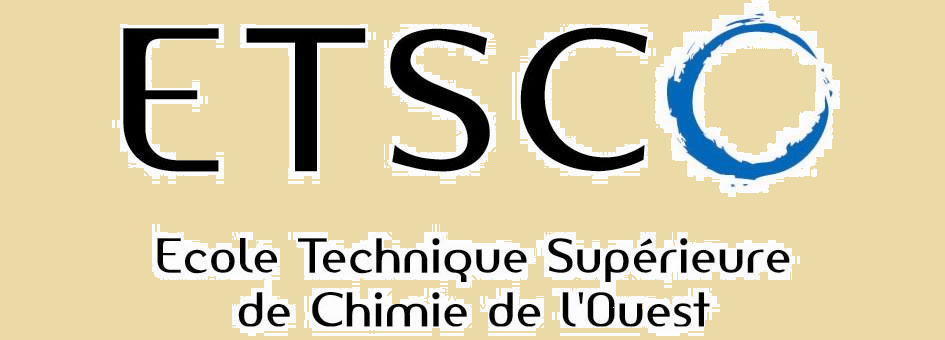 ETSCO
Ecole Technique Supérieure
de Chimie de l'Ouest